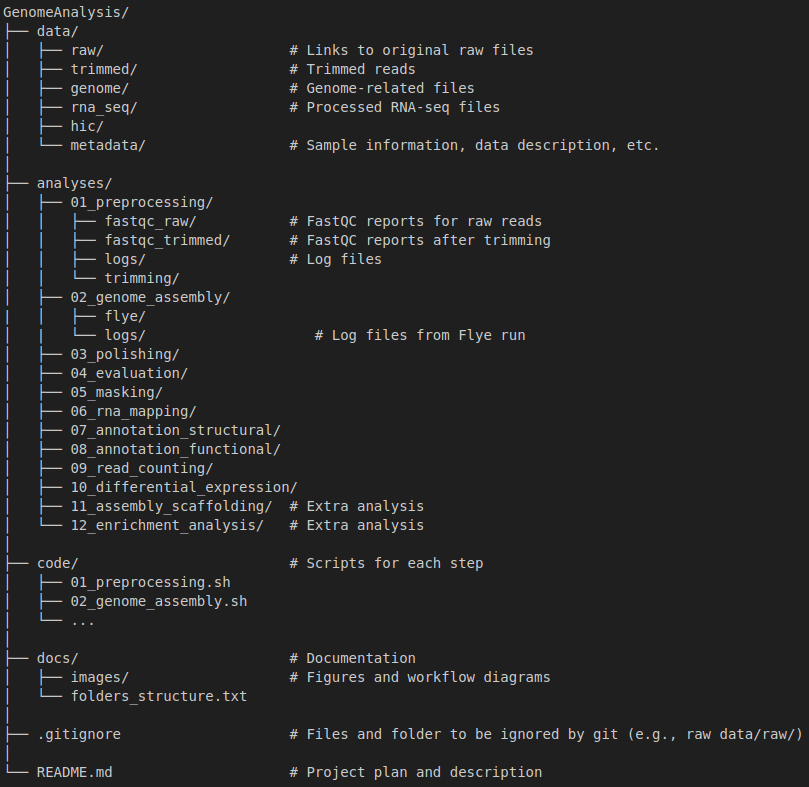 GenomeAnalysis/
├── data/
│   ├── raw/                      # Links to original raw files
│   ├── trimmed/                  # Trimmed reads
│   ├── genome/                   # Genome-related files
│   ├── rna_seq/                  # Processed RNA-seq files
│   ├── hic/
│   └── metadata/                 # Sample information, data description, etc.
│
├── analyses/
│   ├── 01_preprocessing/
│   │   ├── fastqc_raw/           # FastQC reports for raw reads
│   │   ├── fastqc_trimmed/       # FastQC reports after trimming
│   │   ├── logs/                 # Log files
│   │   └── trimming/
│   ├── 02_genome_assembly/
│   │   ├── flye/
│   │   └── logs/                    # Log files from Flye run
│   ├── 03_polishing/
│   ├── 04_evaluation/
│   ├── 05_masking/
│   ├── 06_rna_mapping/
│   ├── 07_annotation_structural/
│   ├── 08_annotation_functional/
│   ├── 09_read_counting/
│   ├── 10_differential_expression/
│   ├── 11_assembly_scaffolding/  # Extra analysis
│   └── 12_enrichment_analysis/   # Extra analysis
│
├── code/                         # Scripts for each step
│   ├── 01_preprocessing.sh
│   ├── 02_genome_assembly.sh
│   └── ...
│
├── docs/                         # Documentation
│   ├── images/                   # Figures and workflow diagrams
│   └── folders_structure.txt
│
├── .gitignore                    # Files and folder to be ignored by git (e.g., raw data/raw/)
│
└── README.md                     # Project plan and description